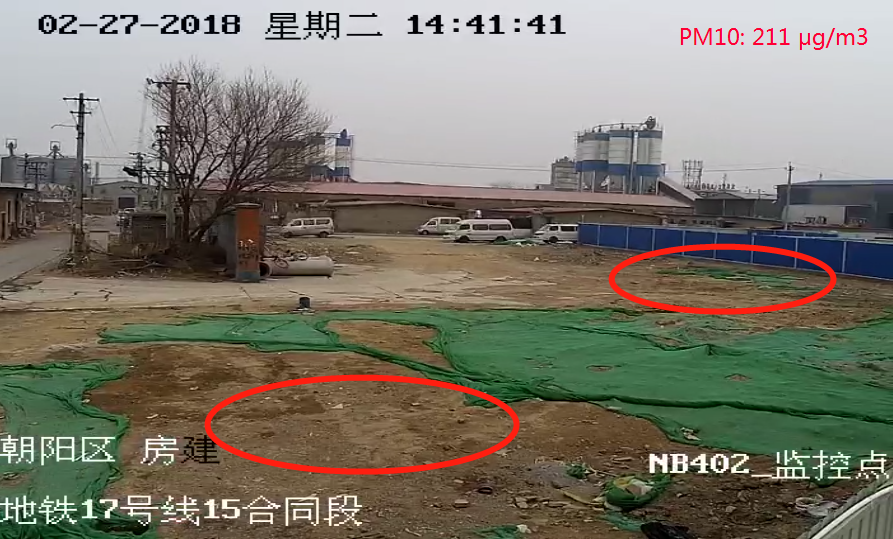 02-27-2018 星期二 14:41:41
PM10: 211 µg/m3
朝阳区 房建
NB402_监控点
地铁17号线15合同段